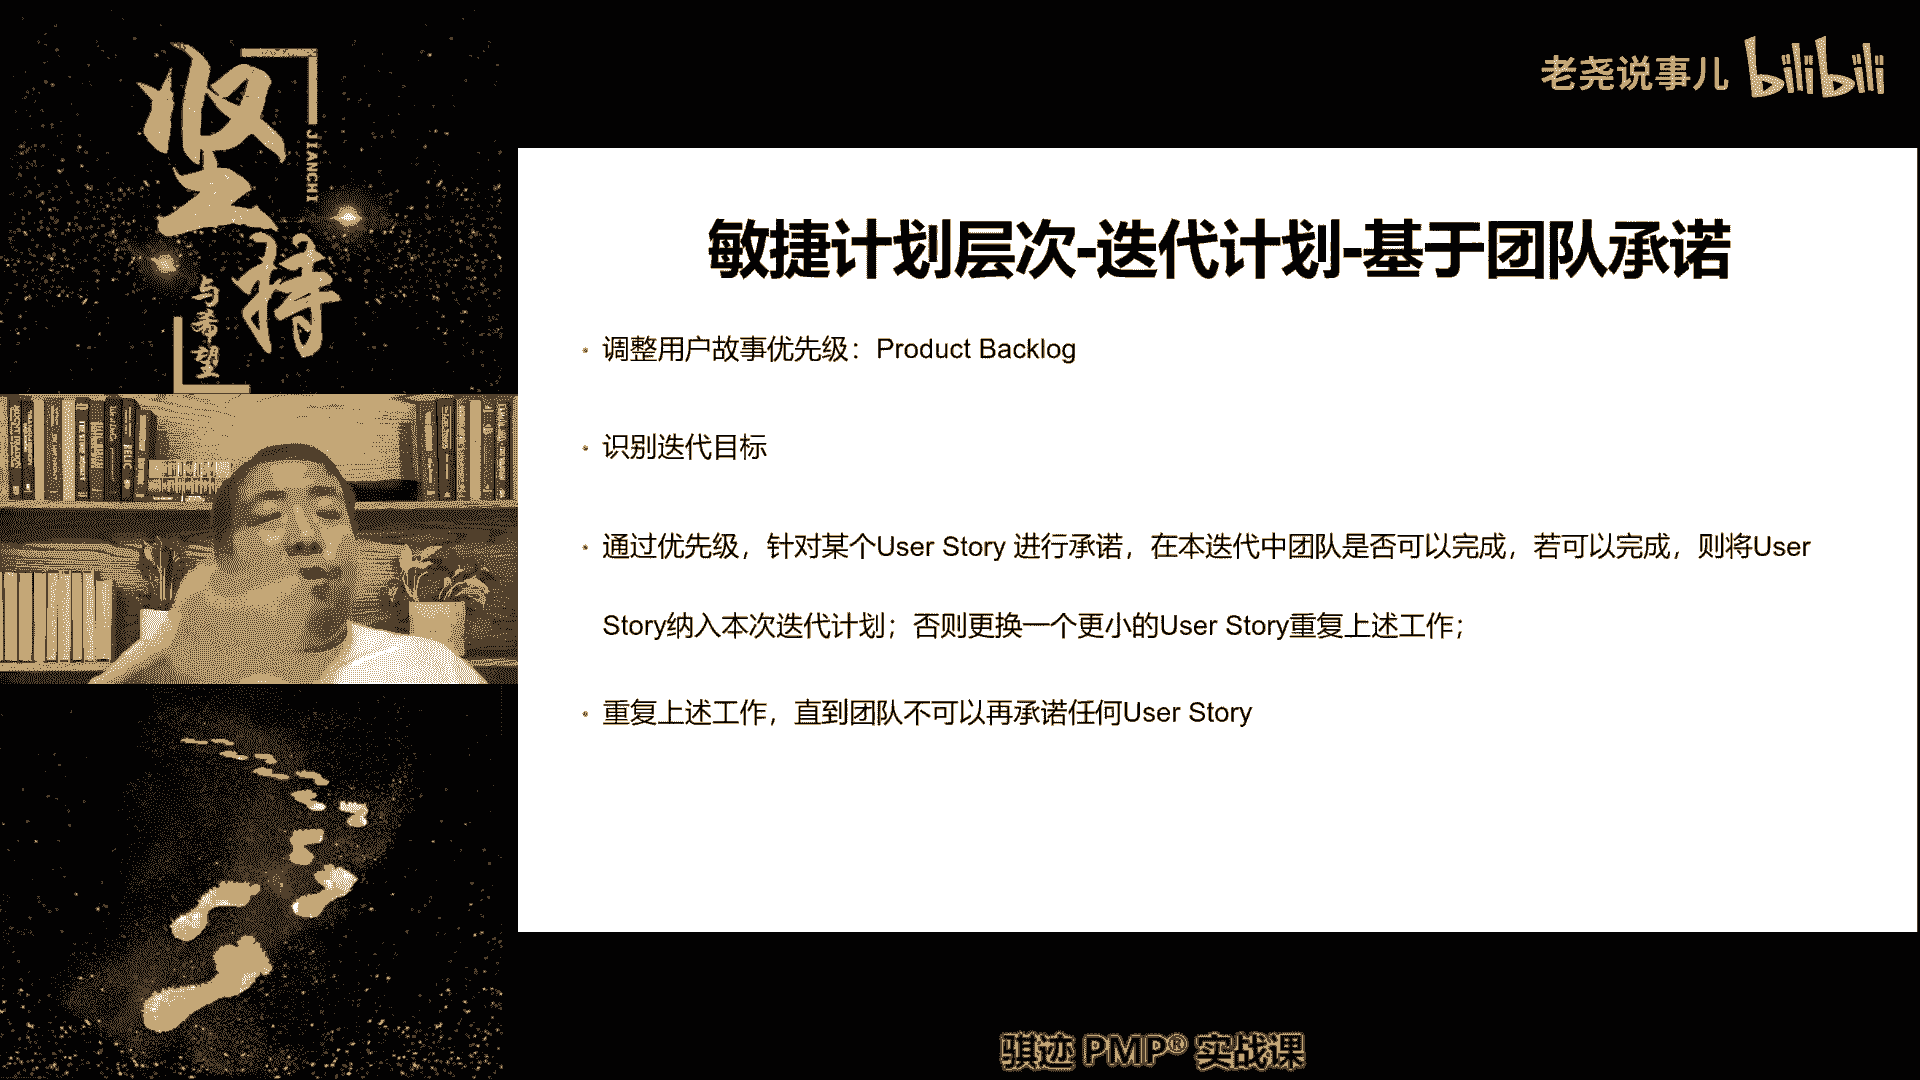 坚持
JIANCHI
与希望
老尧说事儿 bilibili
敏捷计划层次-迭代计划-基于团队承诺
· 调整用户故事优先级：Product Backlog
· 识别迭代目标
· 通过优先级，针对某个User Story 进行承诺，在本迭代中团队是否可以完成，若可以完成，则将User
Story纳入本次迭代计划；否则更换一个更小的User Story重复上述工作；
· 重复上述工作，直到团队不可以再承诺任何User Story
骐迹 PMP® 实战课